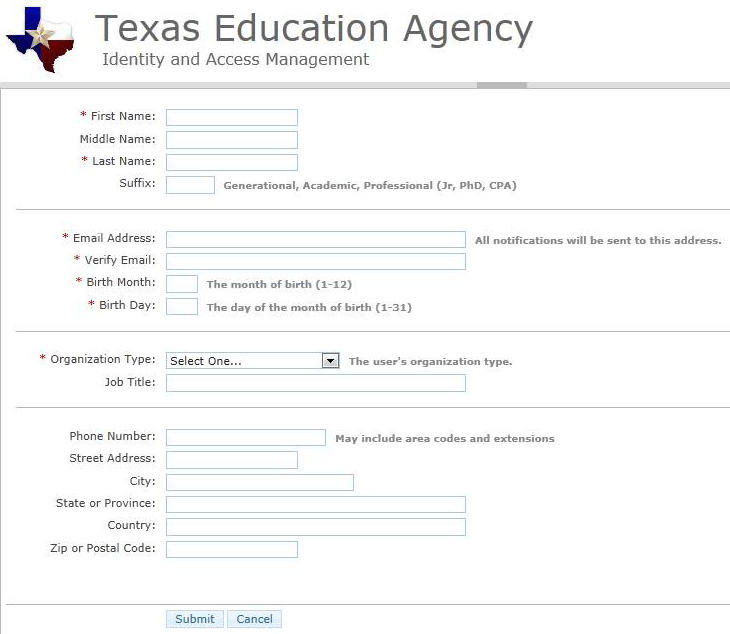 Texas Education Agency
Identity and Access Management
* First Name:
Middle Name:
* Last Name:
Suffix: Generational, Academic, Professional (Jr, PhD, CPA)
* Email Address: All notifications will be sent to this address.
* Verify Email:
* Birth Month: The month of birth (1-12)
* Birth Day: The day of the month of birth (1-31)
* Organization Type: Select One... The user's organization type.
Job Title:
Phone Number: May include area codes and extensions
Street Address:
City:
State or Province:
Country:
Zip or Postal Code:
Submit Cancel